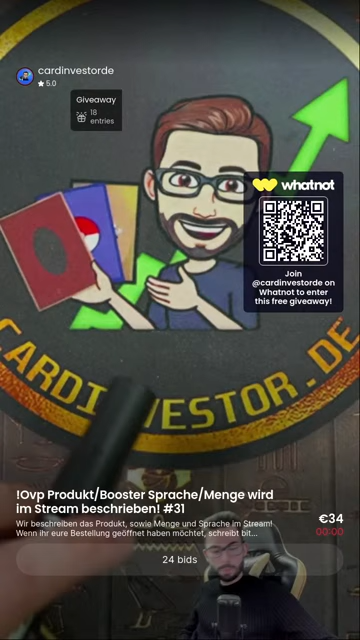 cardinvestorde
★ 5.0
Giveaway
18
entries
whatnot
Join
@cardinvestorde on
Whatnot to enter
this free giveaway!
CARDINVESTOR.DE
!Ovp Produkt/Booster Sprache/Menge wird
im Stream beschrieben! #31
€34
Wir beschreiben das Produkt, sowie Menge und Sprache im Stream!
00:00
Wenn ihr eure Bestellung geöffnet haben möchtet, schreibt bit...
24 bids